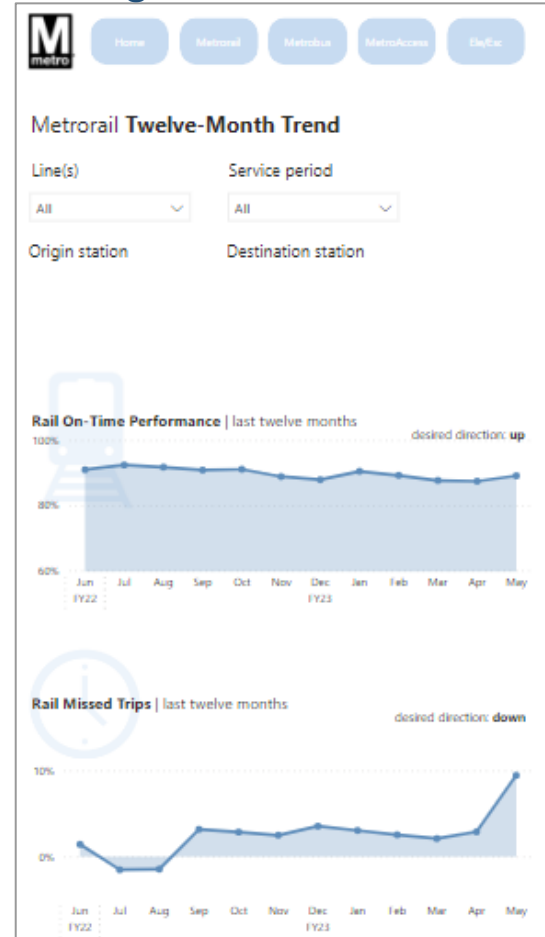 M
metro
Home Metrorail Metrobus MetroAccess Ele/Esc
Metrorail Twelve-Month Trend
Line(s) Service period
All All
Origin station Destination station
Rail On-Time Performance | last twelve months
desired direction: up
100%
80%
60%
Jun Jul Aug Sep Oct Nov Dec Jan Feb Mar Apr May
FY22 FY23
Rail Missed Trips | last twelve months
desired direction: down
10%
0%
Jun Jul Aug Sep Oct Nov Dec Jan Feb Mar Apr May
FY22 FY23